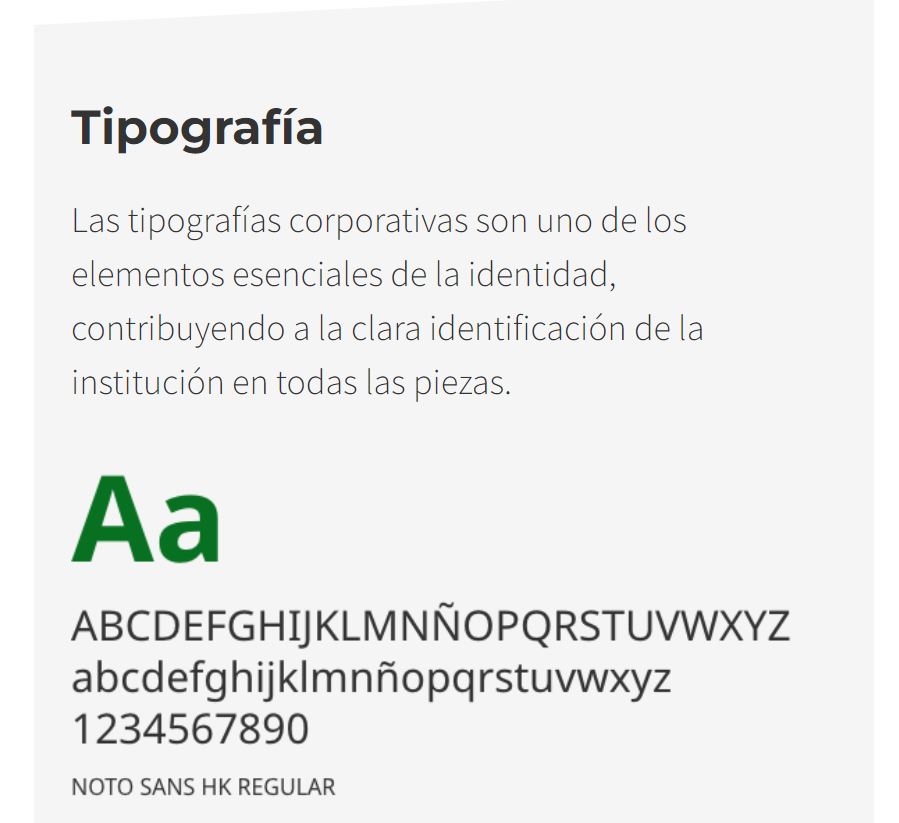 Tipografía
Las tipografías corporativas son uno de los
elementos esenciales de la identidad,
contribuyendo a la clara identificación de la
institución en todas las piezas.
Aa
ABCDEFGHIJKLMNÑOPQRSTUVWXYZ
abcdefghijklmnñopqrstuvwxyz
1234567890
NOTO SANS HK REGULAR